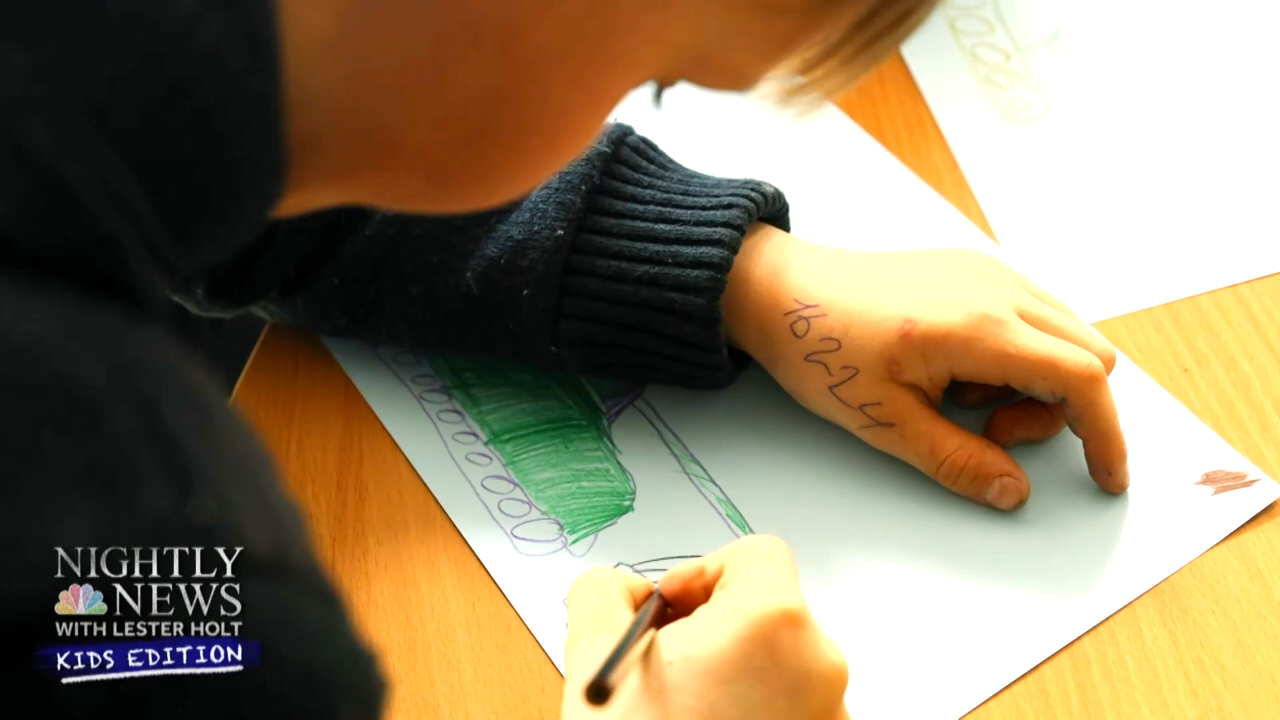 16224
NIGHTLY
NEWS
WITH LESTER HOLT
KIDS EDITION